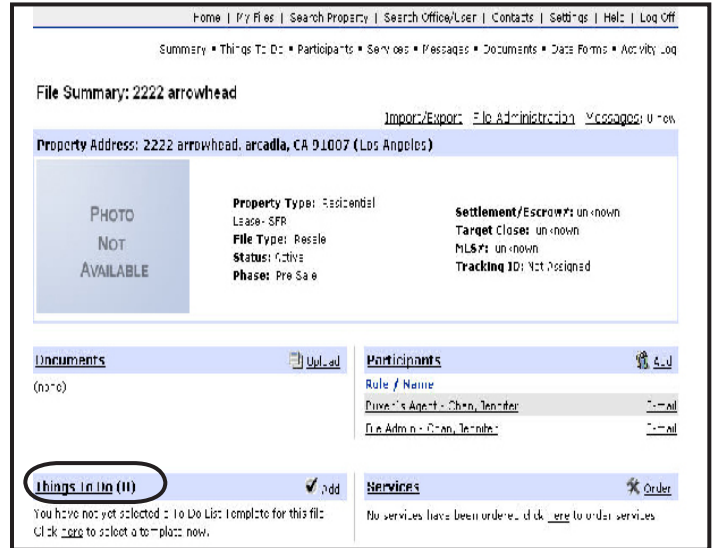 Home | My Files | Search Property | Search Office/User | Contacts | Settings | Help | Log Off
Summary ▪ Things To Do ▪ Participants ▪ Services ▪ Messages ▪ Documents ▪ Data Forms ▪ Activity Log
File Summary: 2222 arrowhead
Import/Export File Administration Messages: 0 new
Property Address: 2222 arrowhead, arcadia, CA 91007 (Los Angeles)
PHOTO
NOT
AVAILABLE
Property Type: Residential
Lease- SFR
File Type: Resale
Status: Active
Phase: Pre Sale
Settlement/Escrow#: unknown
Target Close: unknown
MLS#: unknown
Tracking ID: Not Assigned
Documents Upload
(none)
Participants Add
Role / Name
Buyer's Agent - Chan, Jennifer E-mail
File Admin - Chan, Jennifer E-mail
Things To Do (0) Add
You have not yet selected a To Do List Template for this file
Click here to select a template now.
Services Order
No services have been ordered click here to order services